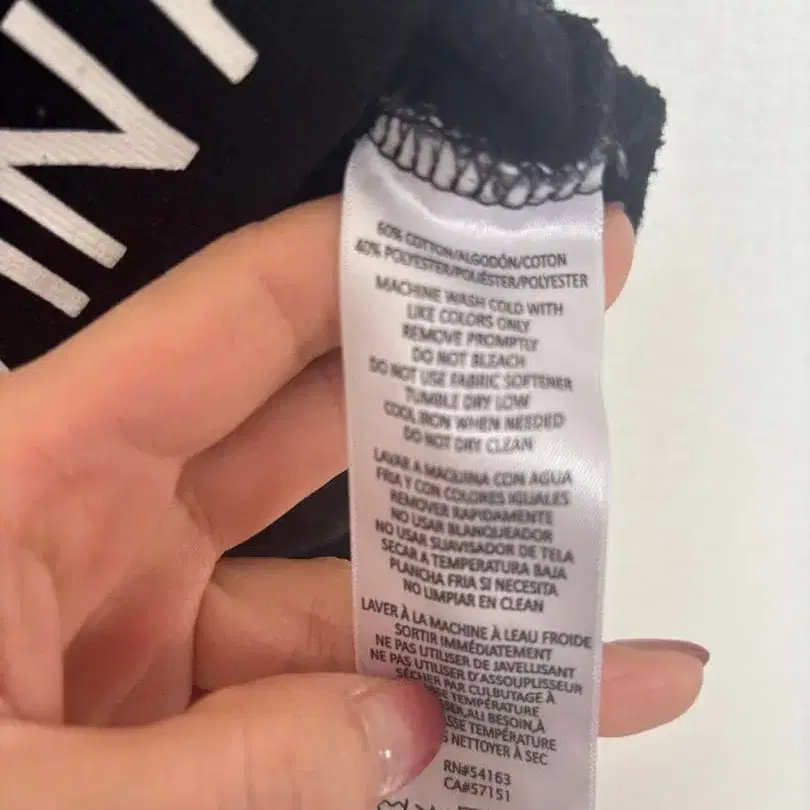 60% COTTON/ALGODÓN/COTON
40% POLYESTER/POLIÉSTER/POLYESTER
MACHINE WASH COLD WITH
LIKE COLORS ONLY
REMOVE PROMPTLY
DO NOT BLEACH
DO NOT USE FABRIC SOFTENER
TUMBLE DRY LOW
COOL IRON WHEN NEEDED
DO NOT DRY CLEAN
LAVAR A MAQUINA CON AGUA
FRIA Y CON COLORES IGUALES
REMOVER RAPIDAMENTE
NO USAR BLANQUEADOR
NO USAR SUAVISADOR DE TELA
SECAR A TEMPERATURA BAJA
PLANCHA FRIA SI NECESITA
NO LIMPIAR EN CLEAN
LAVER À LA MACHINE À LEAU FROIDE
SORTIR IMMÉDIATEMENT
NE PAS UTILISER DE JAVELLISANT
NE PAS UTILISER D'ASSOUPLISSEUR
SÉCHER PAR CULBUTAGE À
TEMPÉRATURE
BESOIN,À
TEMPÉRATURE
NETTOYER À SEC
RN#54163
CA#57151